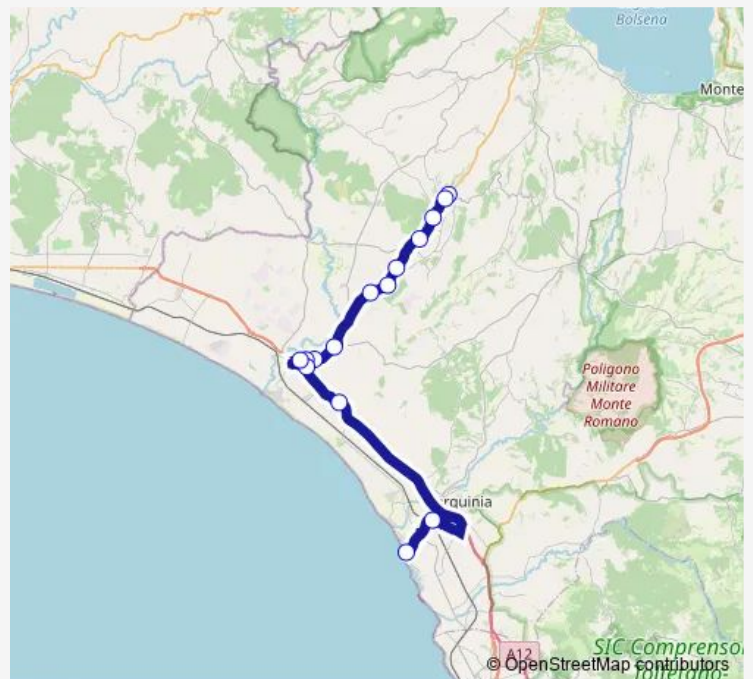 Bolsena
Monte
Poligono
Militare
Monte
Romano
rquinia
SIC Comprenso
A12
© OpenStreetMap contributors